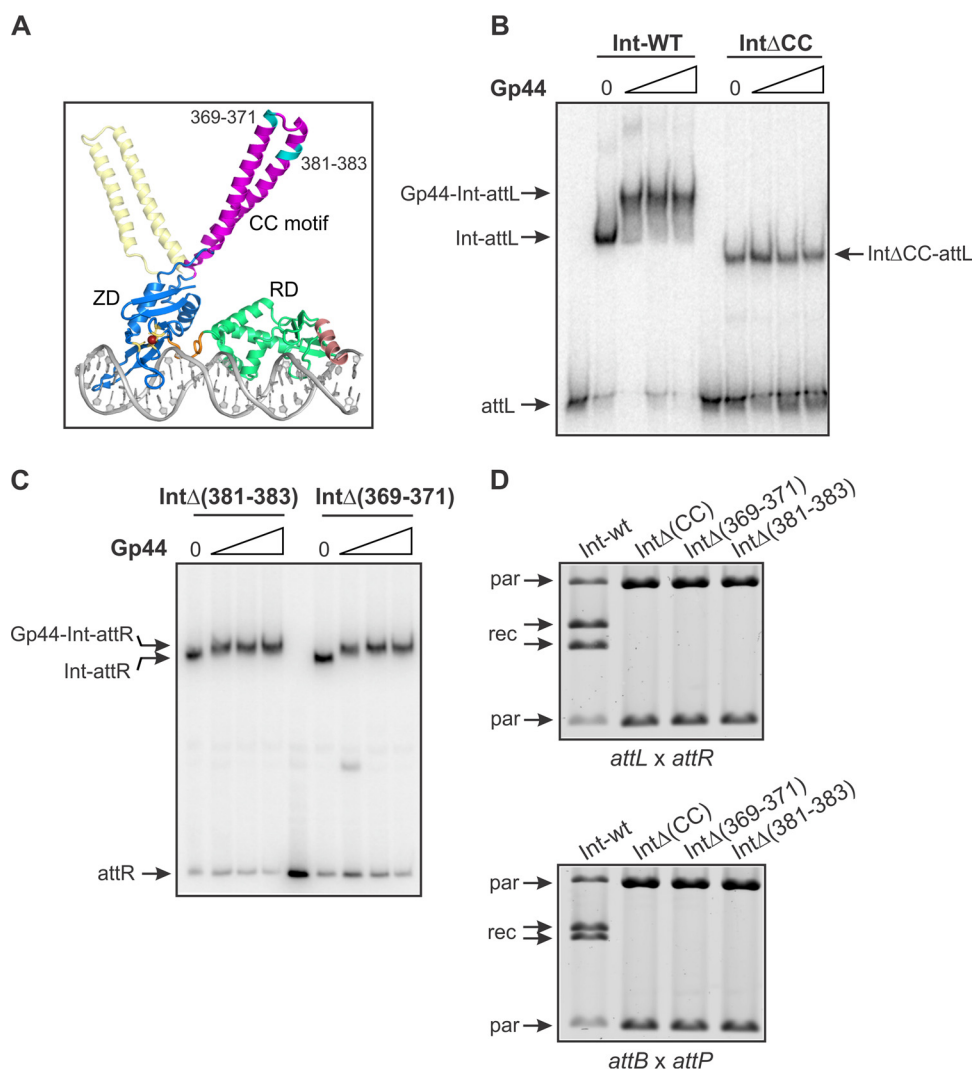 A
369-371
381-383
CC motif
ZD
RD
B
Int-WT
IntΔCC
Gp44
0
0
Gp44-Int-attL
Int-attL
IntΔCC-attL
attL
C
IntΔ(381-383)
IntΔ(369-371)
Gp44
0
0
Gp44-Int-attR
Int-attR
attR
D
Int-wt
IntΔ(CC)
IntΔ(369-371)
IntΔ(381-383)
par
rec
par
attL x attR
Int-wt
IntΔ(CC)
IntΔ(369-371)
IntΔ(381-383)
par
rec
par
attB x attP